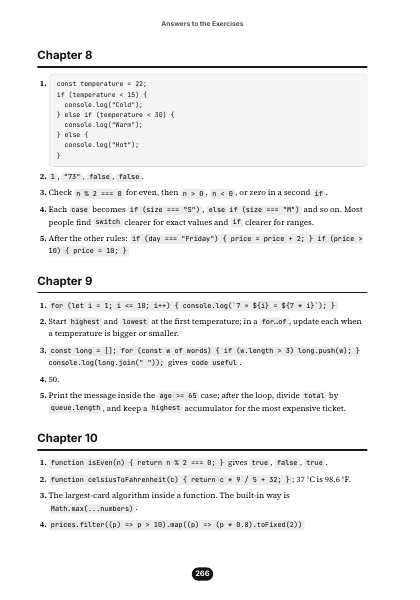 Answers to the Exercises
Chapter 8
1. const temperature = 22;
if (temperature < 15) {
console.log("Cold");
} else if (temperature < 30) {
console.log("Warm");
} else {
console.log("Hot");
}
2. 1, "73", false, false.
3. Check n % 2 === 0 for even, then n > 0, n < 0, or zero in a second if.
4. Each case becomes if (size === "S"), else if (size === "M") and so on. Most
people find switch clearer for exact values and if clearer for ranges.
5. After the other rules: if (day === "Friday") { price = price + 2; } if (price >
10) { price = 10; }
Chapter 9
1. for (let i = 1; i <= 10; i++) { console.log(`7 × ${i} = ${7 * i}`); }
2. Start highest and lowest at the first temperature; in a for…of, update each when
a temperature is bigger or smaller.
3. const long = []; for (const w of words) { if (w.length > 3) long.push(w); }
console.log(long.join(" ")); gives code useful.
4. 50.
5. Print the message inside the age >= 65 case; after the loop, divide total by
queue.length, and keep a highest accumulator for the most expensive ticket.
Chapter 10
1. function isEven(n) { return n % 2 === 0; } gives true, false, true.
2. function celsiusToFahrenheit(c) { return c * 9 / 5 + 32; }; 37 °C is 98.6 °F.
3. The largest-card algorithm inside a function. The built-in way is
Math.max(...numbers).
4. prices.filter((p) => p > 10).map((p) => (p * 0.8).toFixed(2))
266